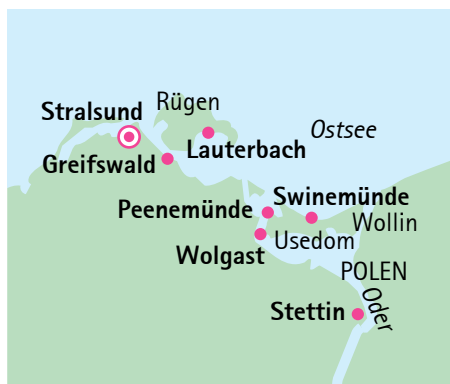 Stralsund
Rügen
Ostsee
Greifswald
Lauterbach
Peenemünde
Swinemünde
Wollin
Usedom
Wolgast
POLEN
Oder
Stettin